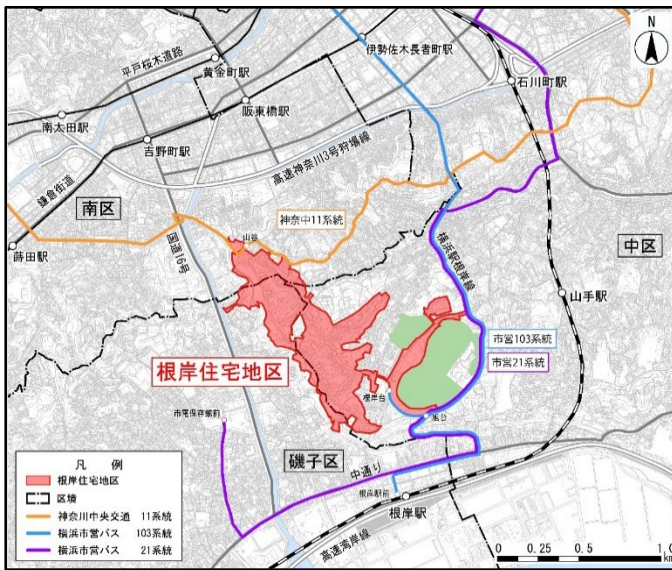 N
伊勢佐木長者町駅
平戸桜木道路
黄金町駅
石川町駅
阪東橋駅
南太田駅
吉野町駅
高速神奈川3号狩場線
鎌倉街道
南区
神奈中11系統
山谷
国道16号
横浜駅根岸線
中区
蒔田駅
山手駅
市営103系統
市営21系統
根岸住宅地区
根岸台
旭台
市電保存館前
磯子区
中通り
根岸駅前
根岸駅
高速湾岸線
凡 例
根岸住宅地区
区境
神奈川中央交通 11系統
横浜市営バス 103系統
横浜市営バス 21系統
0 0.25 0.5 1.0